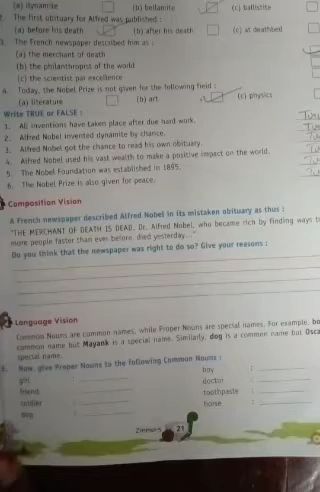 (a) dynamite (b) bellamite (c) ballistite
2. The first obituary for Alfred was published :
(a) before his death (b) after his death (c) at deathbed
3. The French newspaper described him as :
(a) the merchant of death
(b) the philanthropist of the world
(c) the scientist par excellence
4. Today, the Nobel Prize is not given for the following field :
(a) literature (b) art (c) physics
Write TRUE or FALSE :
1. All inventions have taken place after due hard work.
2. Alfred Nobel invented dynamite by chance.
3. Alfred Nobel got the chance to read his own obituary.
4. Alfred Nobel used his vast wealth to make a positive impact on the world.
5. The Nobel Foundation was established in 1895.
6. The Nobel Prize is also given for peace.
Composition Vision
A French newspaper described Alfred Nobel in its mistaken obituary as thus :
"THE MERCHANT OF DEATH IS DEAD. Dr. Alfred Nobel, who became rich by finding ways
more people faster than ever before, died yesterday..."
Do you think that the newspaper was right to do so? Give your reasons :
Language Vision
Common Nouns are common names, while Proper Nouns are special names. For example,
common name but Mayank is a special name. Similarly, dog is a common name but
special name.
Now, give Proper Nouns to the following Common Nouns :
girl : boy :
friend : doctor :
soldier : toothpaste :
dog : horse :
21